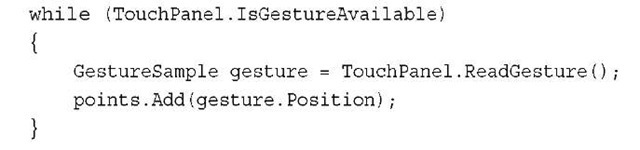 while (TouchPanel.IsGestureAvailable)
{
    GestureSample gesture = TouchPanel.ReadGesture();
    points.Add(gesture.Position);
}